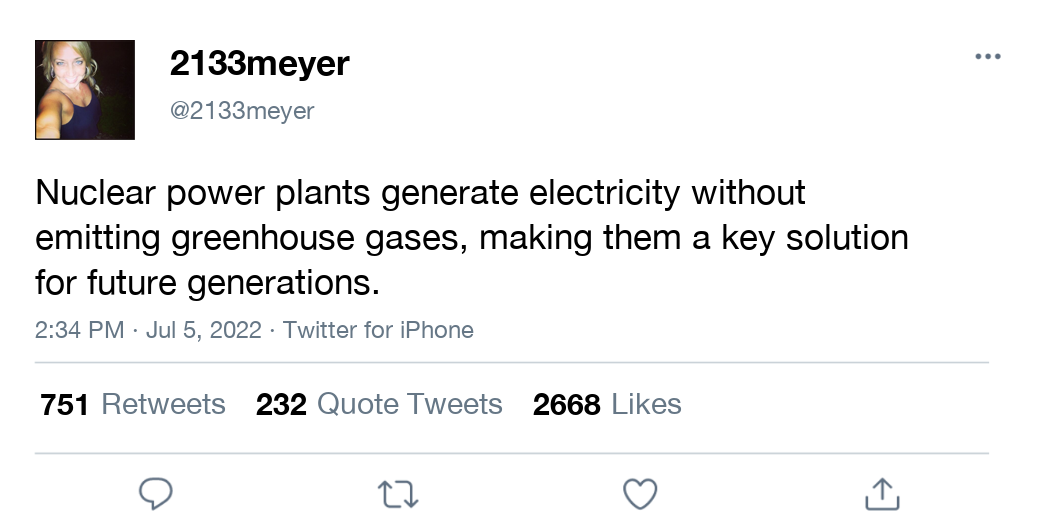 2133meyer
@2133meyer
Nuclear power plants generate electricity without
emitting greenhouse gases, making them a key solution
for future generations.
2:34 PM · Jul 5, 2022 · Twitter for iPhone
751 Retweets 232 Quote Tweets 2668 Likes